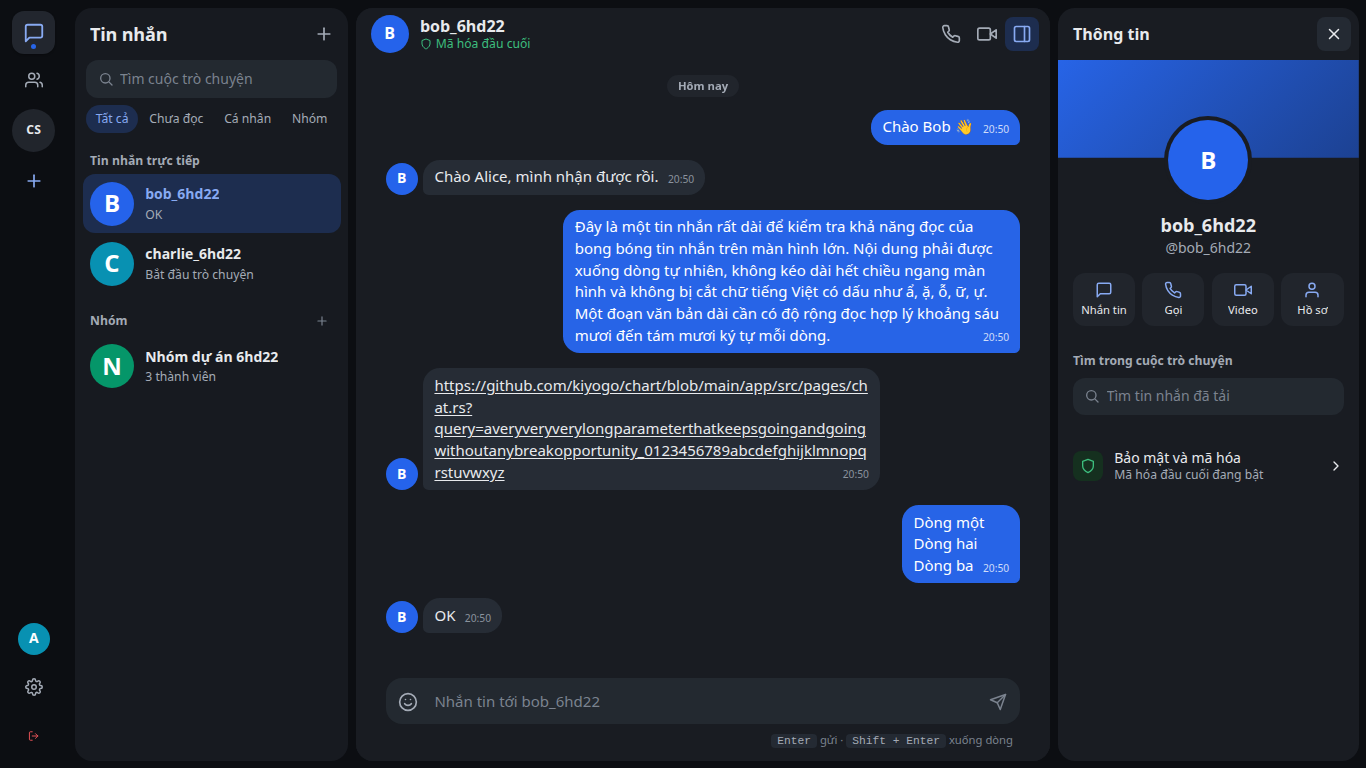 CS
A
Tin nhắn
Tìm cuộc trò chuyện
Tất cả
Chưa đọc
Cá nhân
Nhóm
Tin nhắn trực tiếp
B
bob_6hd22
OK
C
charlie_6hd22
Bắt đầu trò chuyện
Nhóm
N
Nhóm dự án 6hd22
3 thành viên
B
bob_6hd22
Mã hóa đầu cuối
Hôm nay
Chào Bob 👋 20:50
B
Chào Alice, mình nhận được rồi. 20:50
Đây là một tin nhắn rất dài để kiểm tra khả năng đọc của
bong bóng tin nhắn trên màn hình lớn. Nội dung phải được
xuống dòng tự nhiên, không kéo dài hết chiều ngang màn
hình và không bị cắt chữ tiếng Việt có dấu như ẩ, ặ, ỗ, ữ, ự.
Một đoạn văn bản dài cần có độ rộng đọc hợp lý khoảng sáu
mươi đến tám mươi ký tự mỗi dòng. 20:50
https://github.com/kiyogo/chart/blob/main/app/src/pages/ch
at.rs?
query=averyveryverylongparameterthatkeepsgoingandgoing
withoutanybreakopportunity_0123456789abcdefghijklmnopq
rstuvwxyz 20:50
B
Dòng một
Dòng hai
Dòng ba 20:50
B
OK 20:50
Nhắn tin tới bob_6hd22
Enter gửi · Shift + Enter xuống dòng
Thông tin
B
bob_6hd22
@bob_6hd22
Nhắn tin
Gọi
Video
Hồ sơ
Tìm trong cuộc trò chuyện
Tìm tin nhắn đã tải
Bảo mật và mã hóa
Mã hóa đầu cuối đang bật